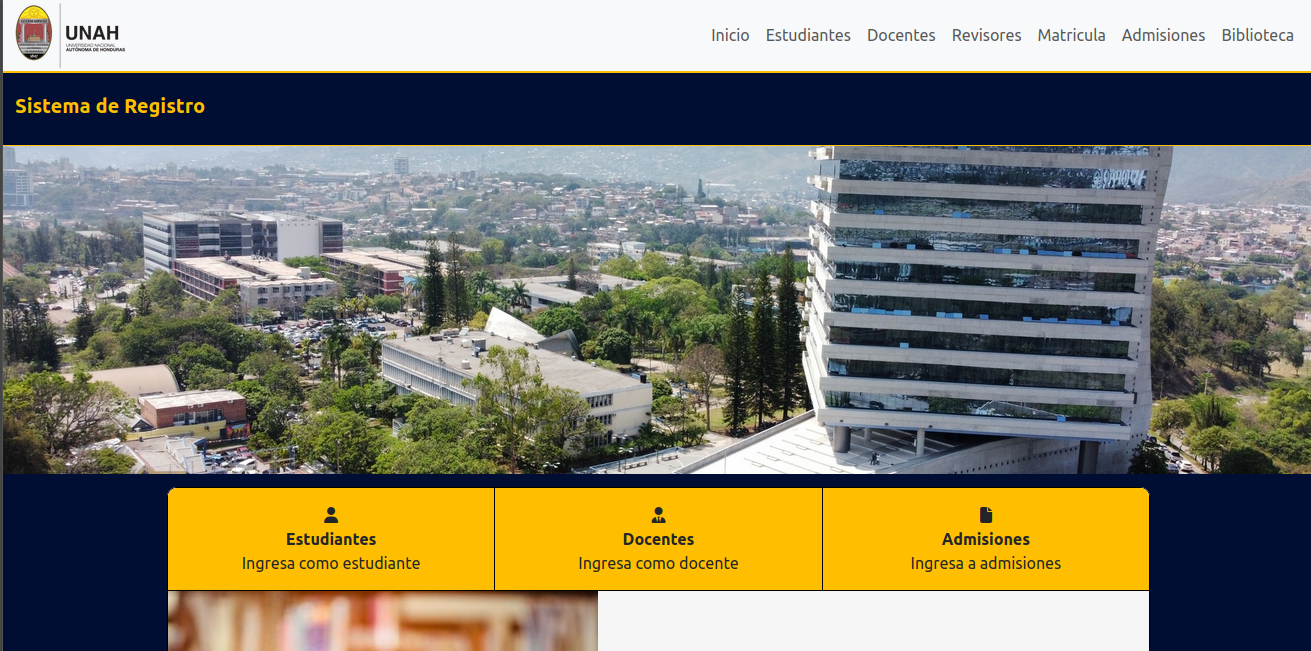 UNAH
UNIVERSIDAD NACIONAL
AUTÓNOMA DE HONDURAS
Inicio
Estudiantes
Docentes
Revisores
Matricula
Admisiones
Biblioteca
Sistema de Registro
Estudiantes
Ingresa como estudiante
Docentes
Ingresa como docente
Admisiones
Ingresa a admisiones